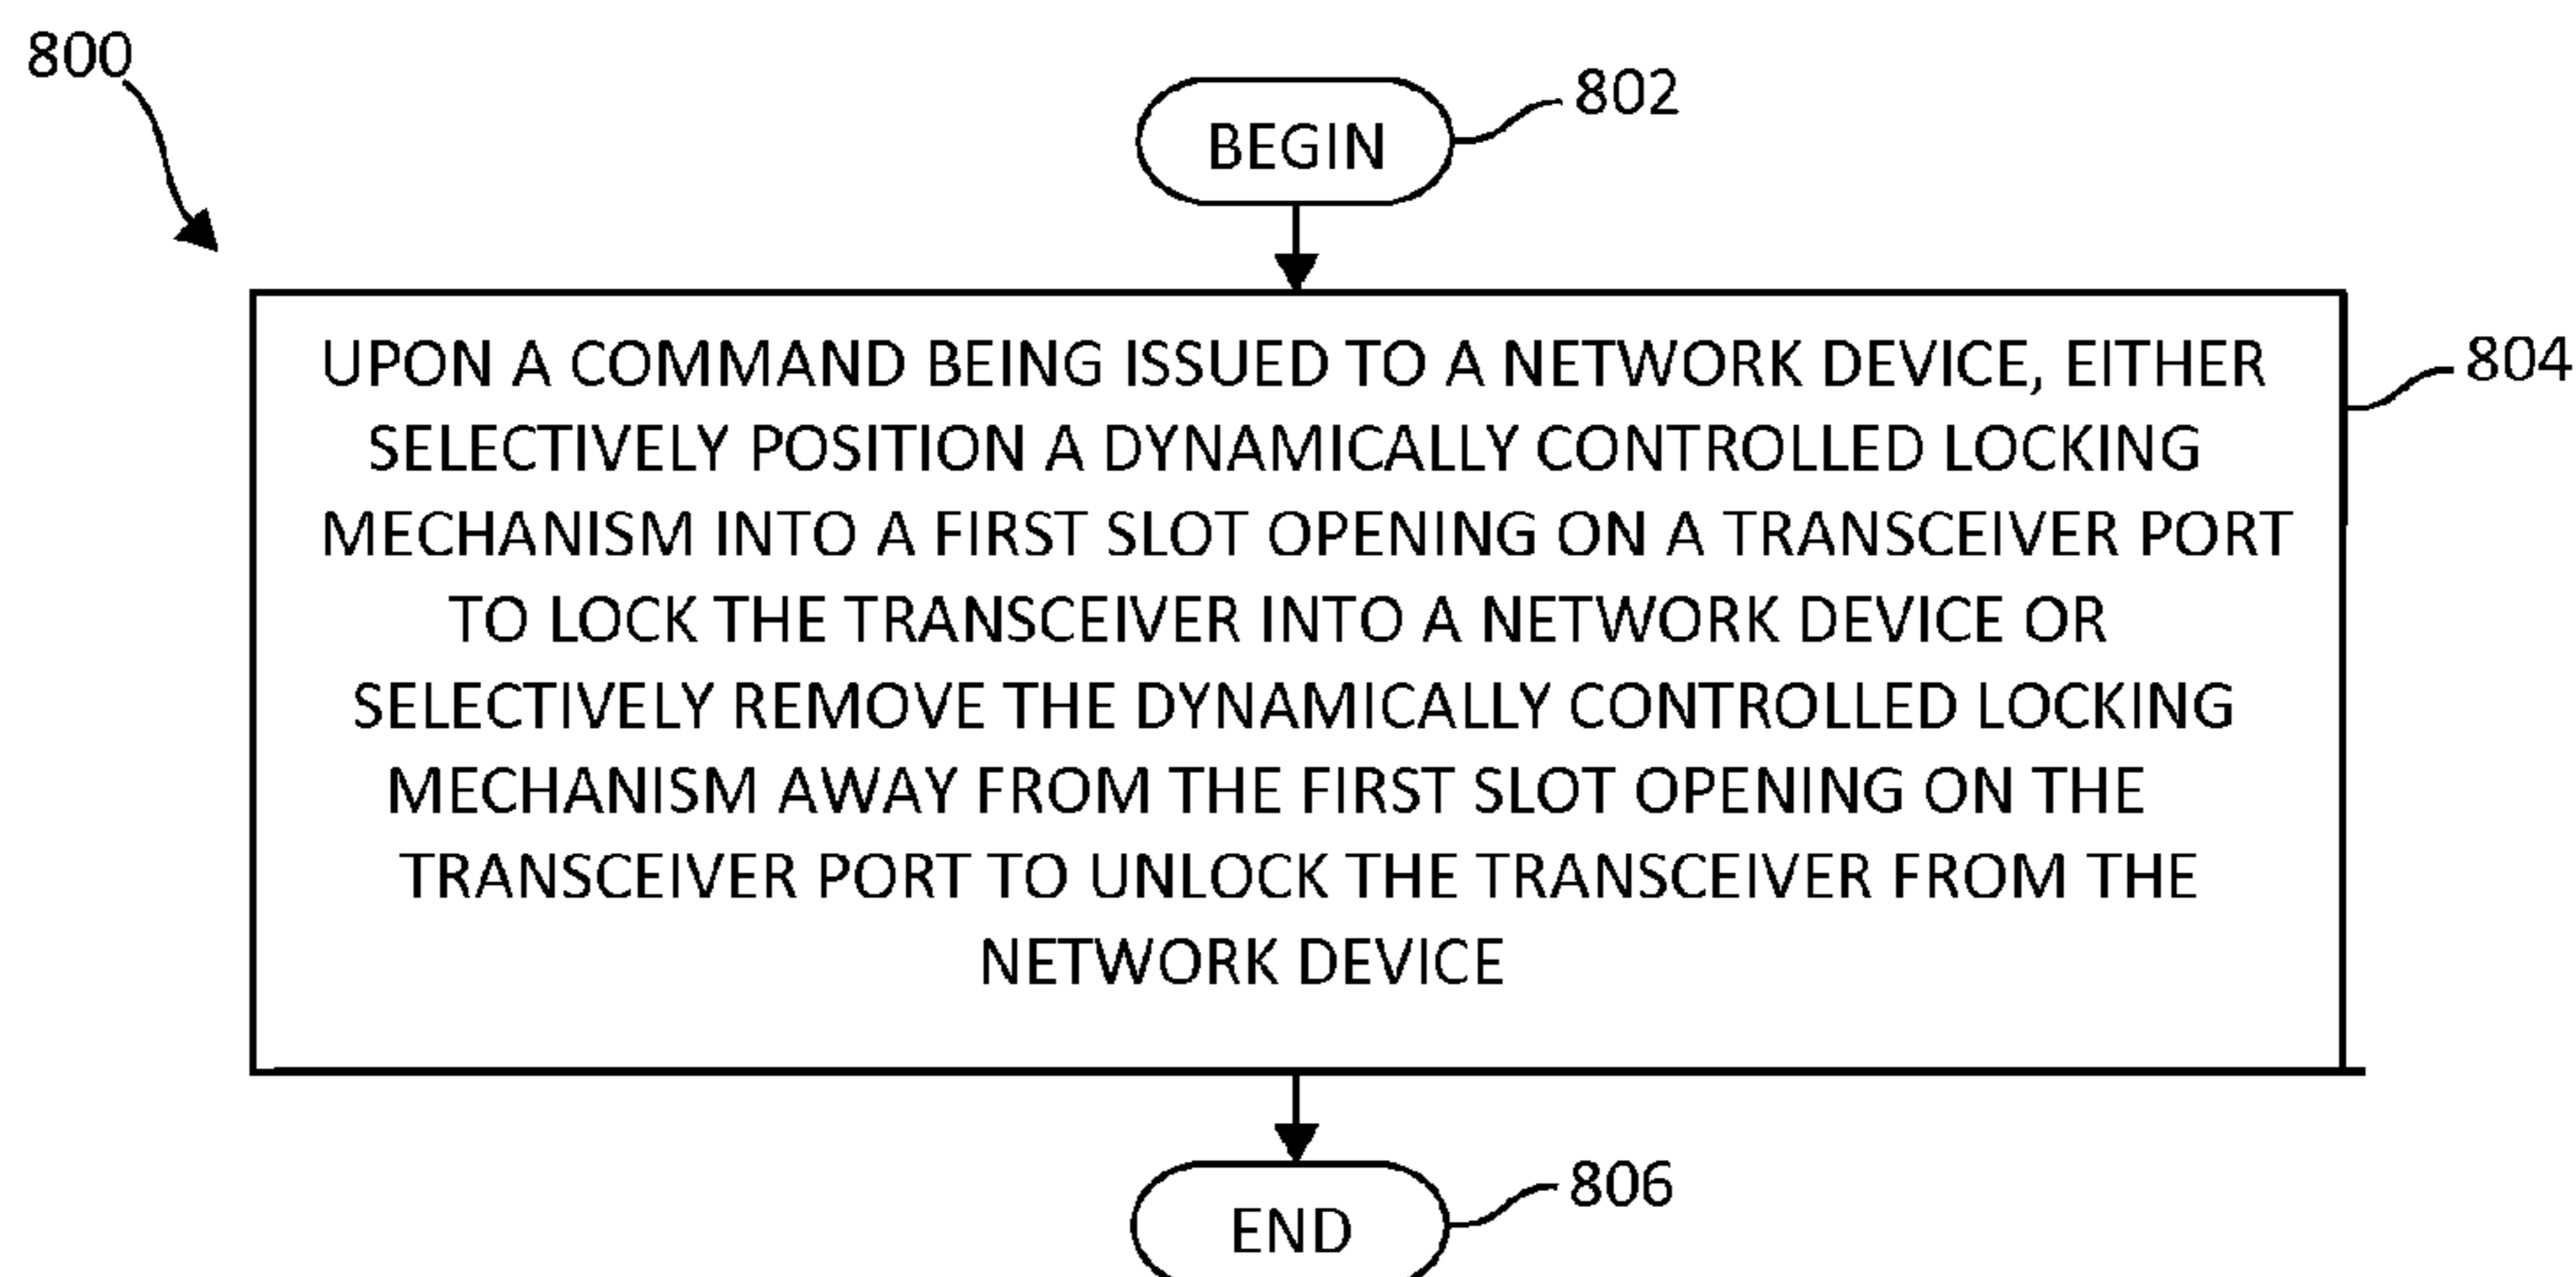 800
802
BEGIN
804
UPON A COMMAND BEING ISSUED TO A NETWORK DEVICE, EITHER
SELECTIVELY POSITION A DYNAMICALLY CONTROLLED LOCKING
MECHANISM INTO A FIRST SLOT OPENING ON A TRANSCEIVER PORT
TO LOCK THE TRANSCEIVER INTO A NETWORK DEVICE OR
SELECTIVELY REMOVE THE DYNAMICALLY CONTROLLED LOCKING
MECHANISM AWAY FROM THE FIRST SLOT OPENING ON THE
TRANSCEIVER PORT TO UNLOCK THE TRANSCEIVER FROM THE
NETWORK DEVICE
806
END